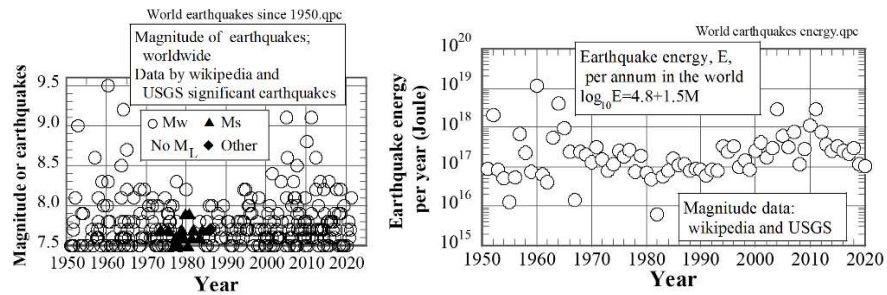 World earthquakes since 1950.qpc
Magnitude of earthquakes;
worldwide
Data by wikipedia and
USGS significant earthquakes
Mw Ms
No ML Other
9.5
9.0
8.5
8.0
7.5
Magnitude or earthquakes
1950 1960 1970 1980 1990 2000 2010 2020
Year
World earthquakes energy.qpc
Earthquake energy, E,
per annum in the world
log10E=4.8+1.5M
10^20
10^19
10^18
10^17
10^16
10^15
Earthquake energy
per year (Joule)
Magnitude data:
wikipedia and USGS
1950 1960 1970 1980 1990 2000 2010 2020
Year